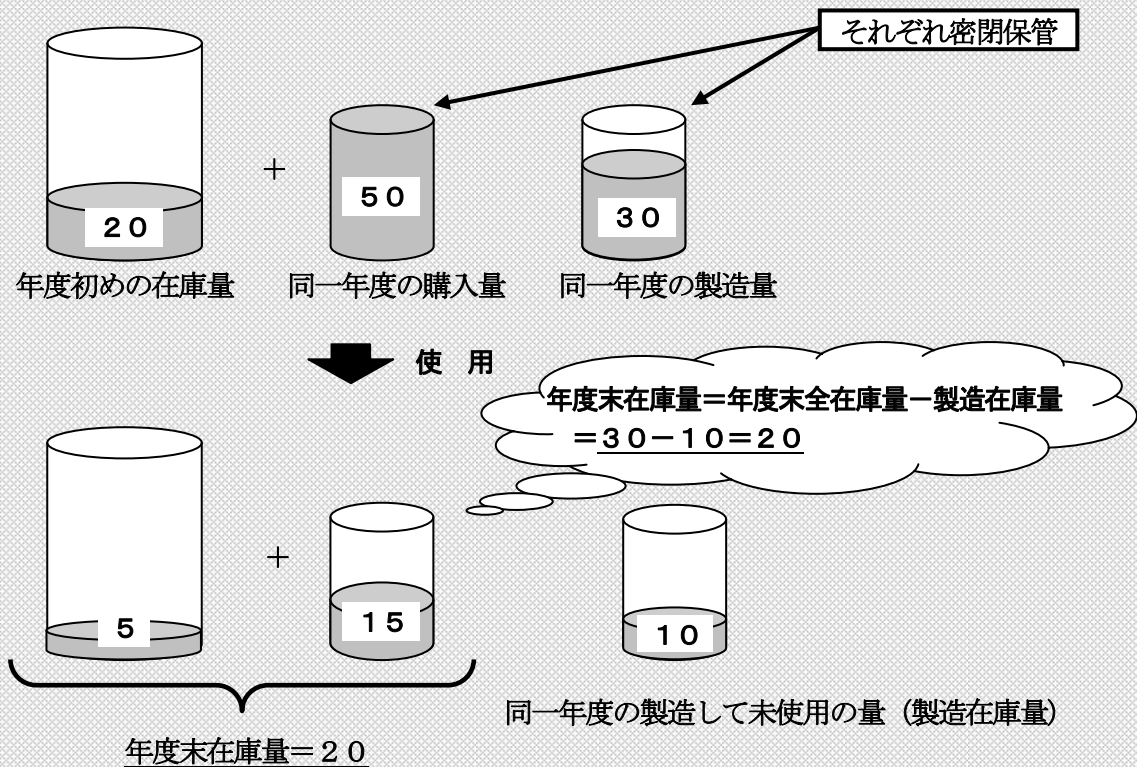 それぞれ密閉保管
+
20
50
30
年度初めの在庫量
同一年度の購入量
同一年度の製造量
使 用
年度末在庫量=年度末全在庫量-製造在庫量
=30-10=20
+
5
15
10
同一年度の製造して未使用の量(製造在庫量)
年度末在庫量=20